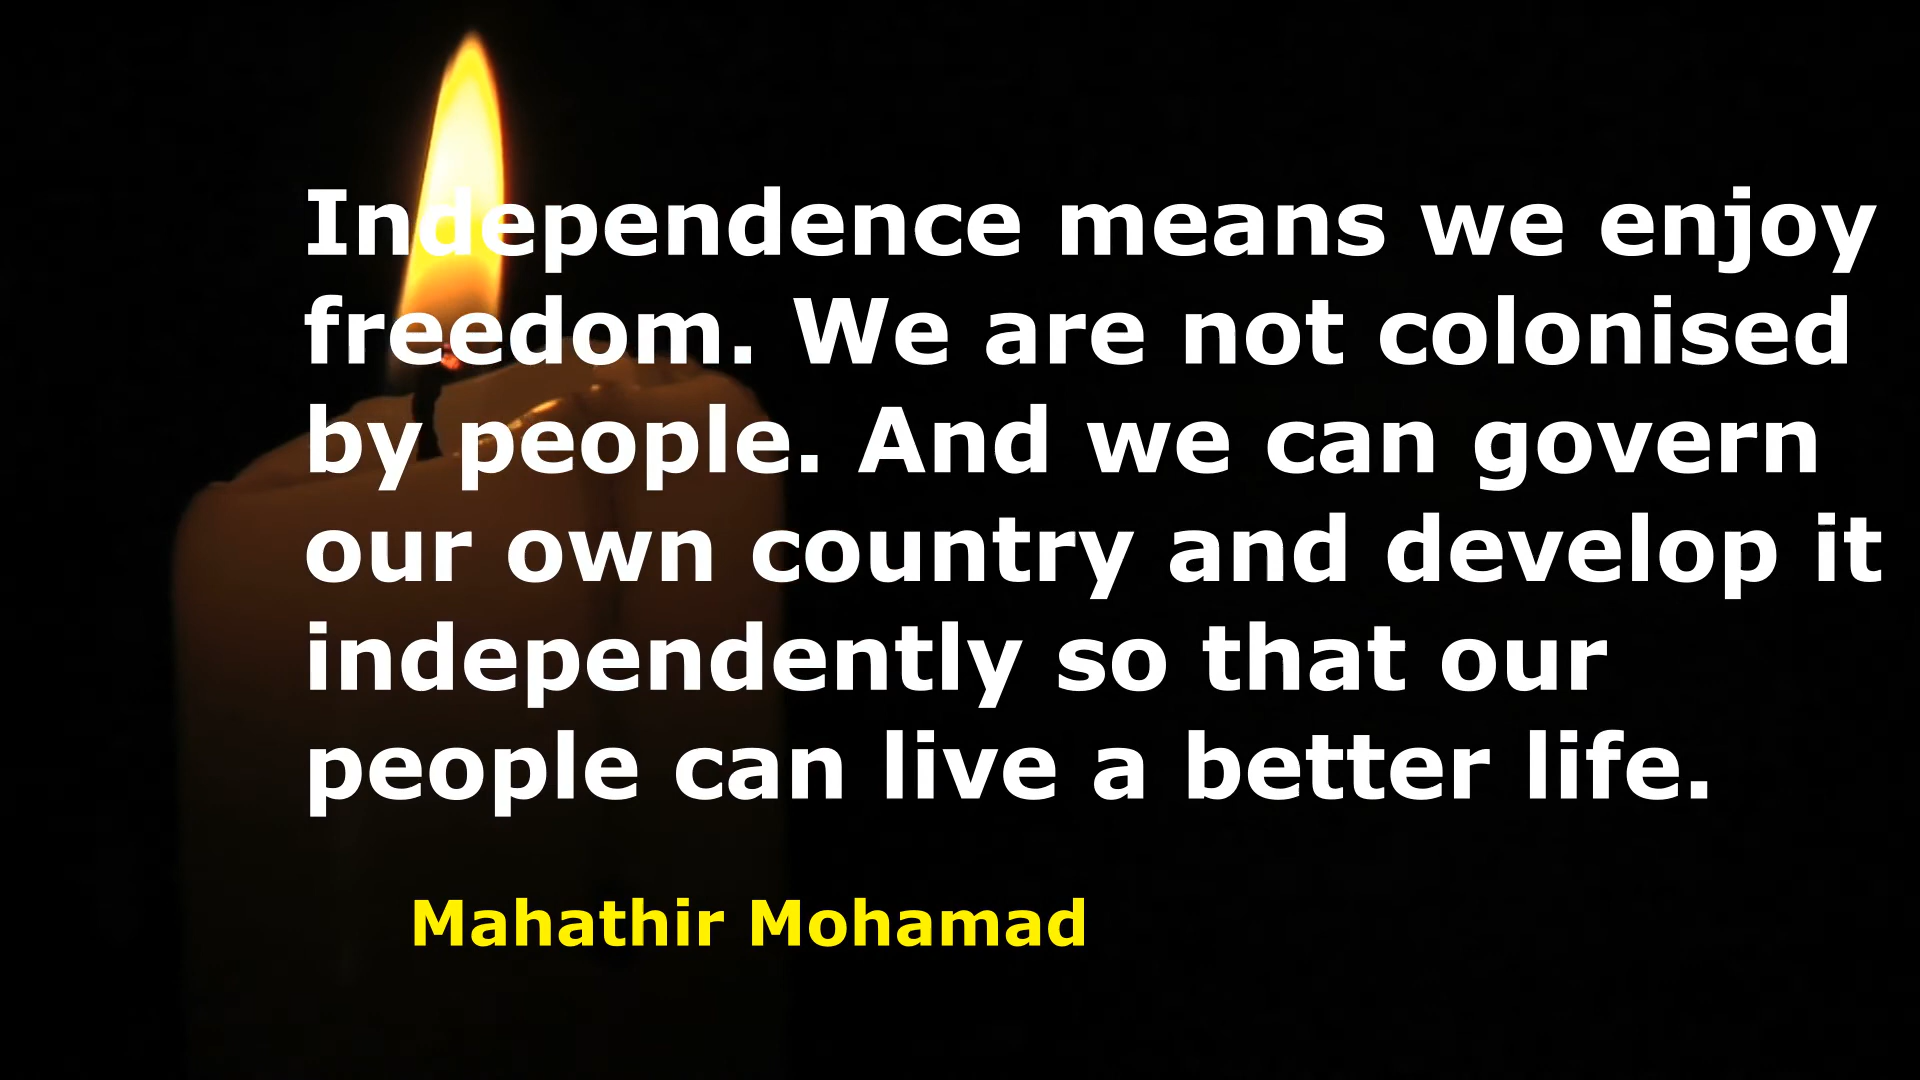 Independence means we enjoy
freedom. We are not colonised
by people. And we can govern
our own country and develop it
independently so that our
people can live a better life.
Mahathir Mohamad